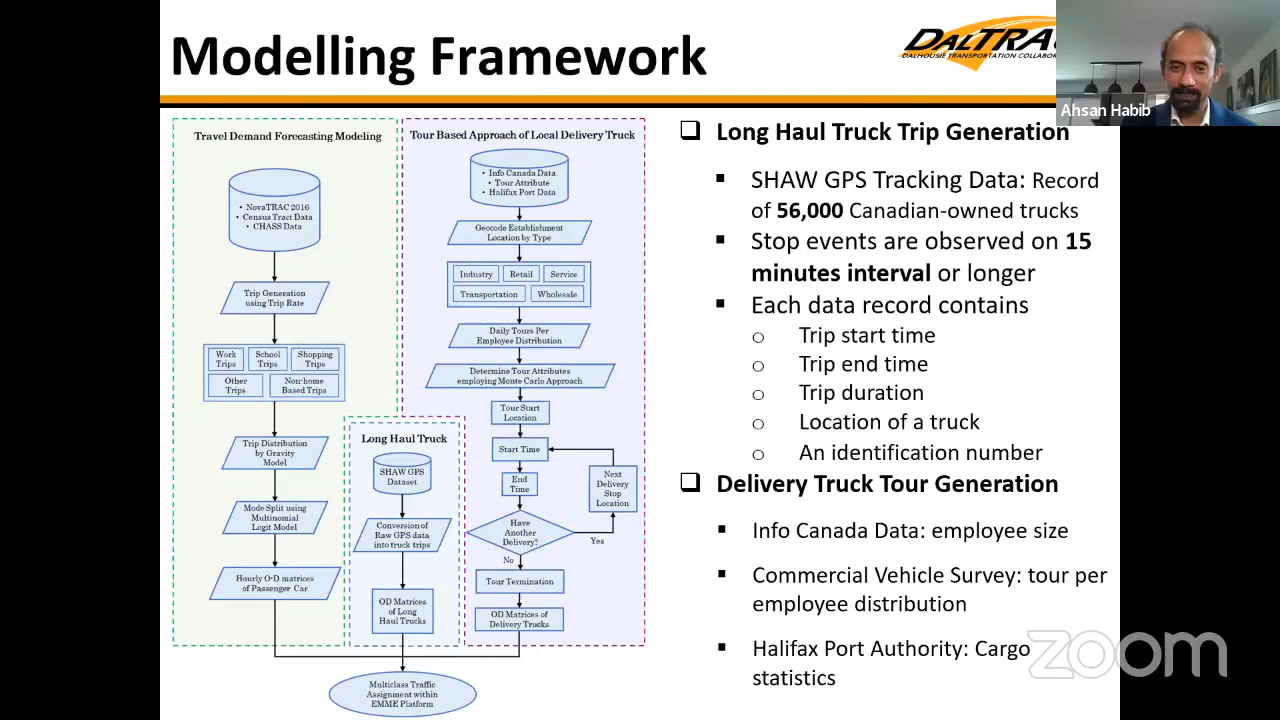 Modelling Framework
DALTRAC
DALHOUSIE TRANSPORTATION COLLABO
Ahsan Habib
Travel Demand Forecasting Modeling
• NovaTRAC 2016
• Census Tract Data
• CHASS Data
Trip Generation
using Trip Rate
Work
Trips
School
Trips
Shopping
Trips
Other
Trips
Non-home
Based Trips
Trip Distribution
by Gravity
Model
Mode Split using
Multinomial
Logit Model
Hourly O-D matrices
of Passenger Car
Long Haul Truck
SHAW GPS
Dataset
Conversion of
Raw GPS data
into truck trips
OD Matrices
of Long
Haul Trucks
Tour Based Approach of Local Delivery Truck
• Info Canada Data
• Tour Attribute
• Halifax Port Data
Geocode Establishment
Location by Type
Industry
Retail
Service
Transportation
Wholesale
Daily Tours Per
Employee Distribution
Determine Tour Attributes
employing Monte Carlo Approach
Tour Start
Location
Start Time
End
Time
Next
Delivery
Stop
Location
Have
Another
Delivery?
Yes
No
Tour Termination
OD Matrices of
Delivery Trucks
Multiclass Traffic
Assignment within
EMME Platform
❑ Long Haul Truck Trip Generation
▪ SHAW GPS Tracking Data: Record
of 56,000 Canadian-owned trucks
▪ Stop events are observed on 15
minutes interval or longer
▪ Each data record contains
o Trip start time
o Trip end time
o Trip duration
o Location of a truck
o An identification number
❑ Delivery Truck Tour Generation
▪ Info Canada Data: employee size
▪ Commercial Vehicle Survey: tour per
employee distribution
▪ Halifax Port Authority: Cargo
statistics
zoom